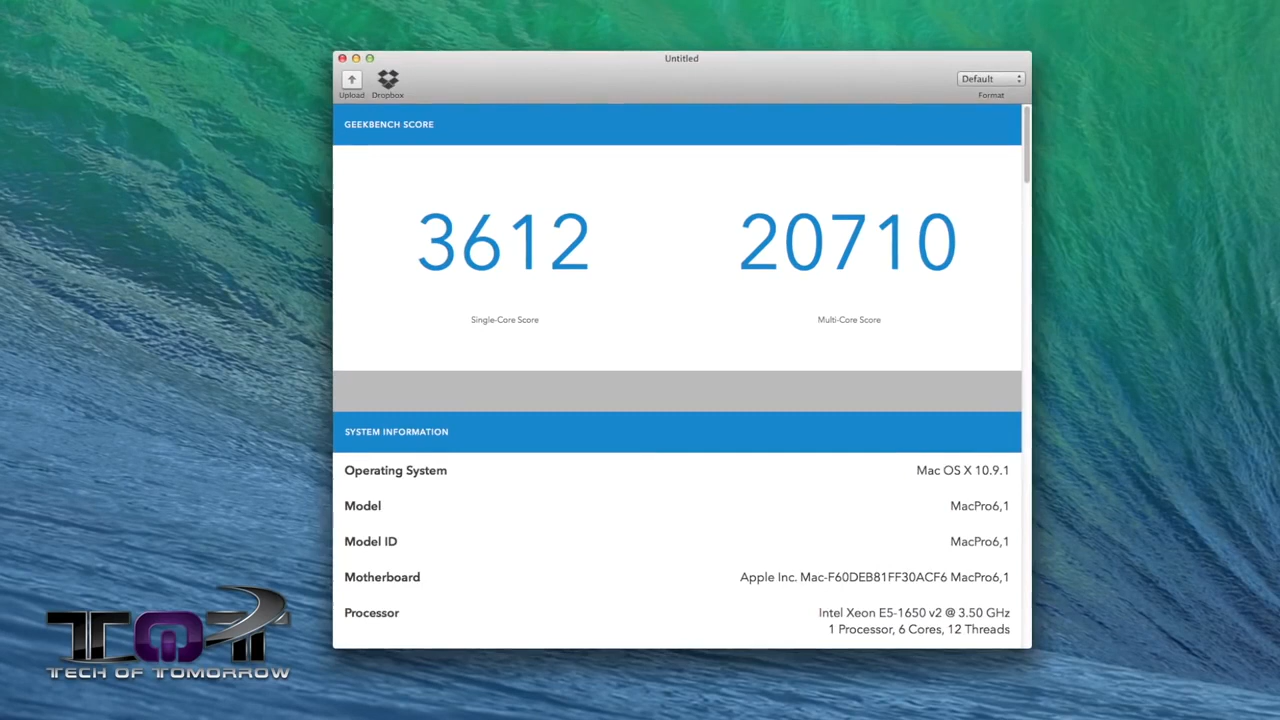 Untitled
Upload
Dropbox
Default
Format
GEEKBENCH SCORE
3612
20710
Single-Core Score
Multi-Core Score
SYSTEM INFORMATION
Operating System
Mac OS X 10.9.1
Model
MacPro6,1
Model ID
MacPro6,1
Motherboard
Apple Inc. Mac-F60DEB81FF30ACF6 MacPro6,1
Processor
Intel Xeon E5-1650 v2 @ 3.50 GHz
1 Processor, 6 Cores, 12 Threads
TOT
TECH OF TOMORROW